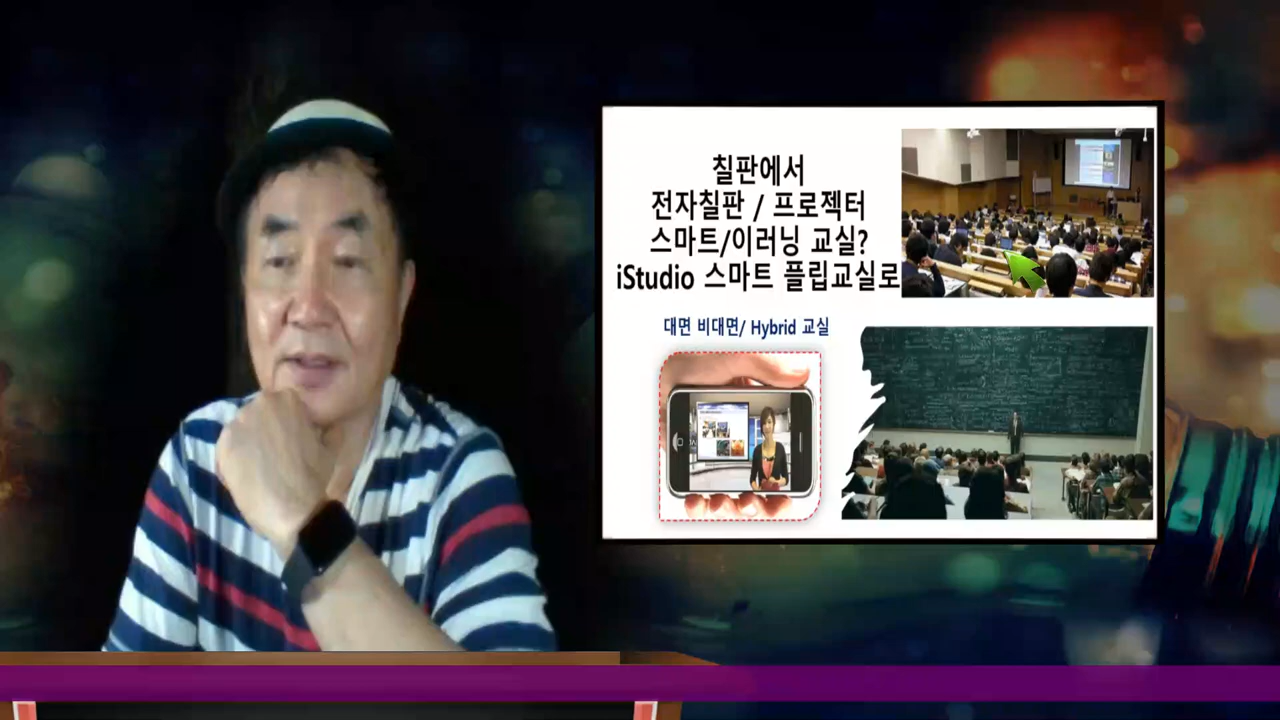 칠판에서
전자칠판 / 프로젝터
스마트/이러닝 교실?
iStudio 스마트 플립교실로
대면 비대면/ Hybrid 교실